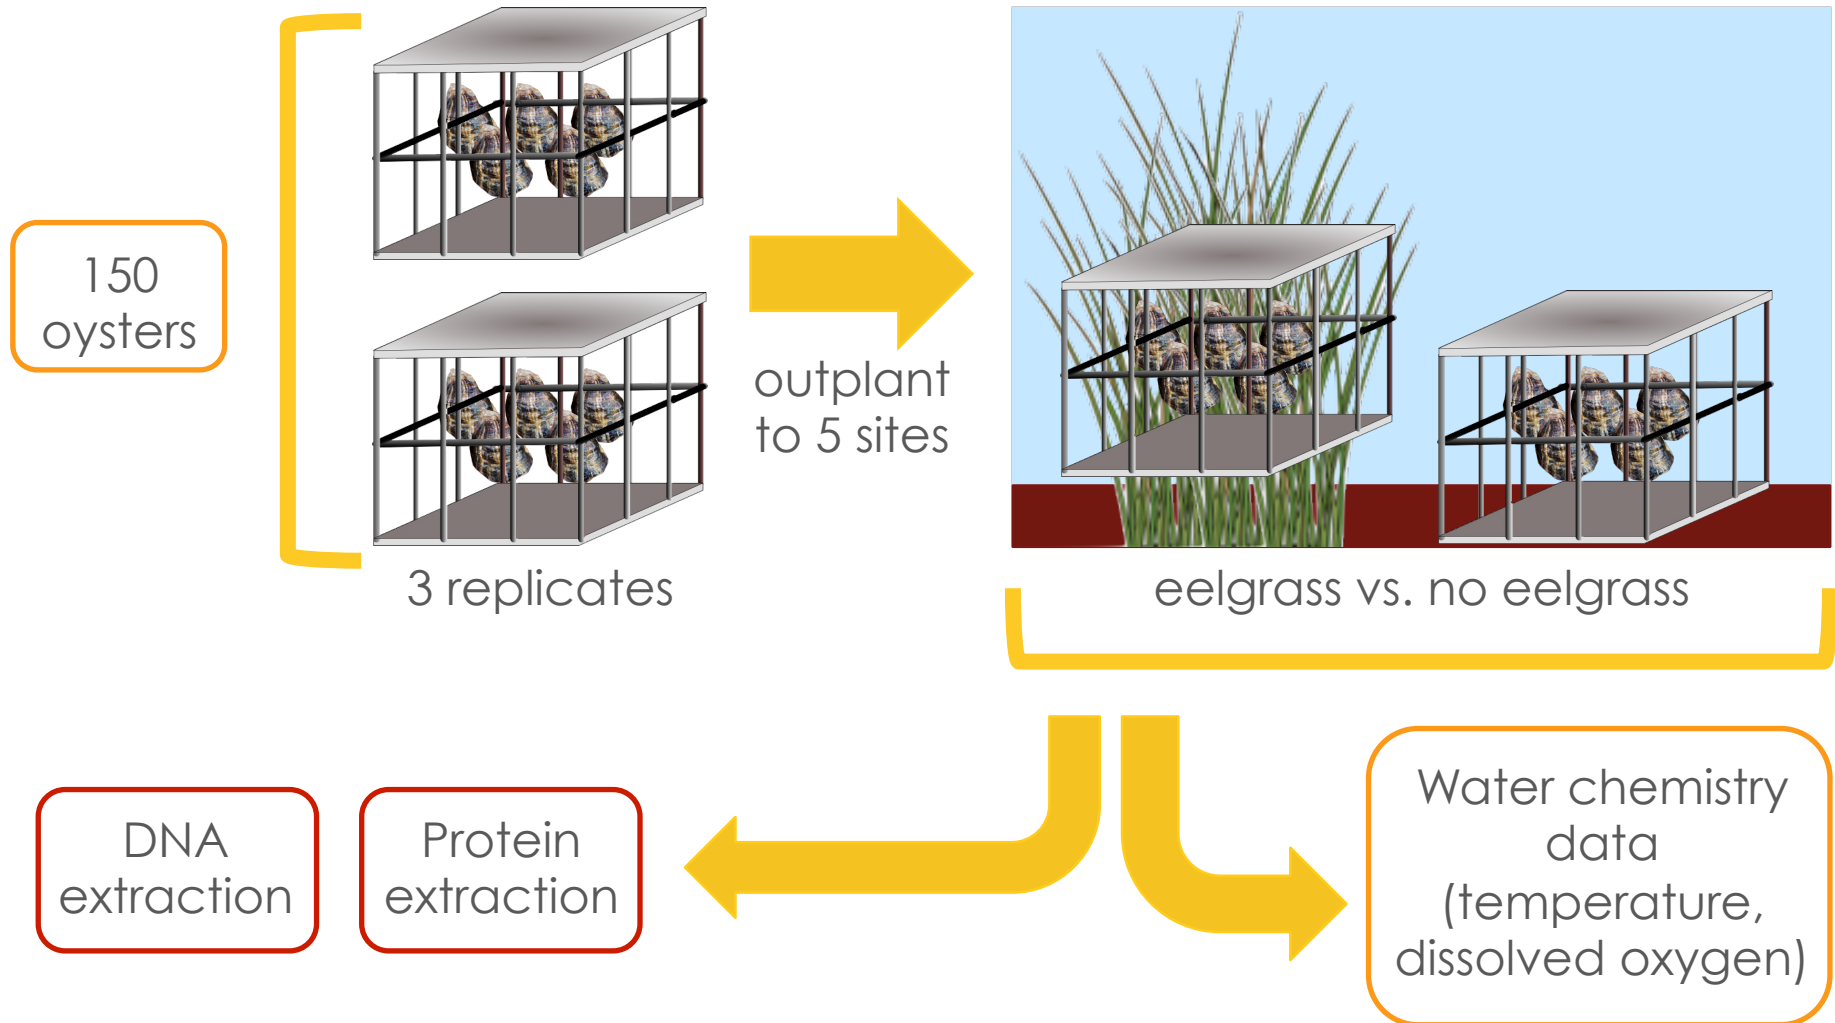 150
oysters
3 replicates
outplant
to 5 sites
eelgrass vs. no eelgrass
DNA
extraction
Protein
extraction
Water chemistry
data
(temperature,
dissolved oxygen)